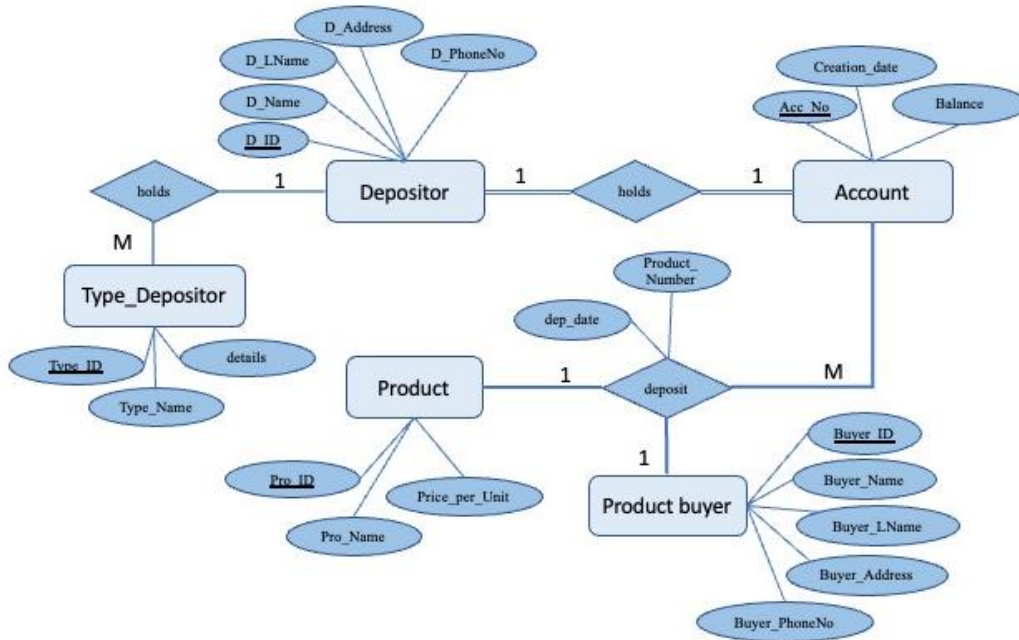 D_Address
D_LName
D_PhoneNo
D_Name
D_ID
Creation_date
Acc_No
Balance
holds
1
Depositor
1
holds
1
Account
M
Type_Depositor
Product_
Number
dep_date
Type_ID
details
Type_Name
Product
1
deposit
M
Pro_ID
Price_per_Unit
Pro_Name
1
Product buyer
Buyer_ID
Buyer_Name
Buyer_LName
Buyer_Address
Buyer_PhoneNo